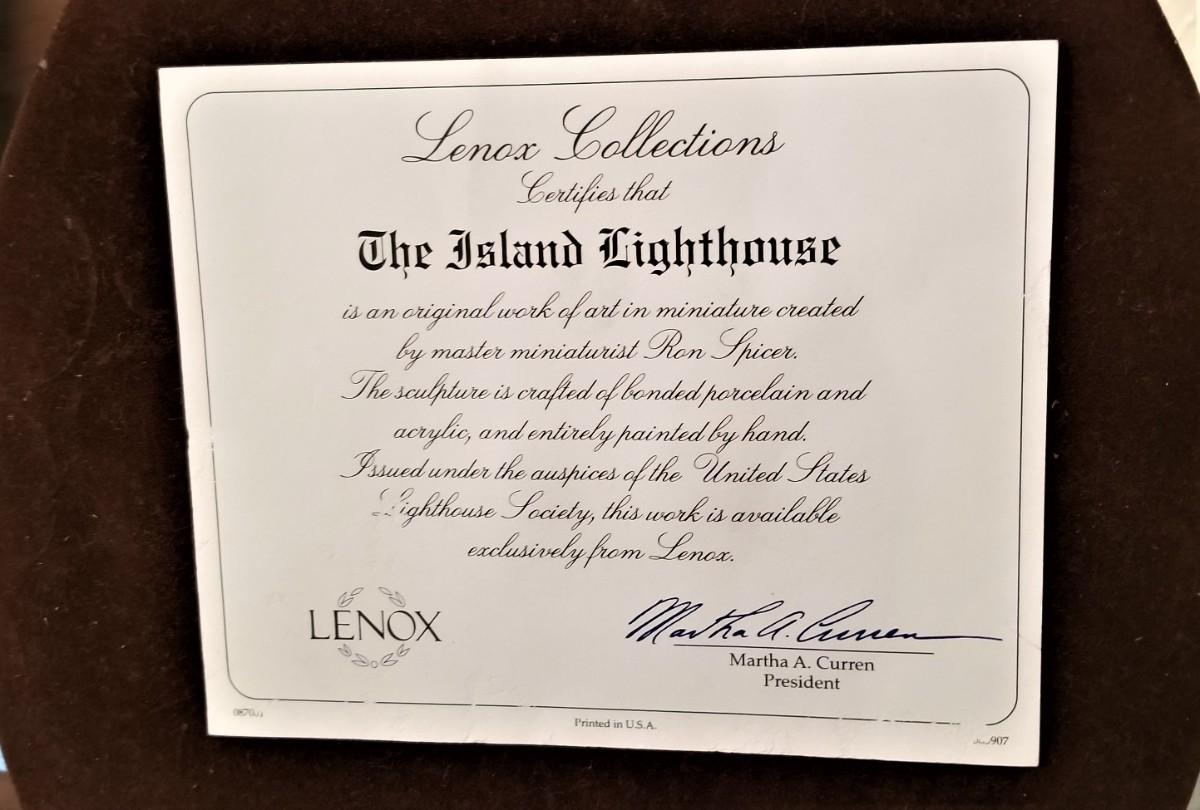 Lenox Collections
Certifies that
The Island Lighthouse
is an original work of art in miniature created
by master miniaturist Ron Spicer.
The sculpture is crafted of bonded porcelain and
acrylic, and entirely painted by hand.
Issued under the auspices of the United States
Lighthouse Society, this work is available
exclusively from Lenox.
LENOX
Martha A. Curren
Martha A. Curren
President
Printed in U.S.A.